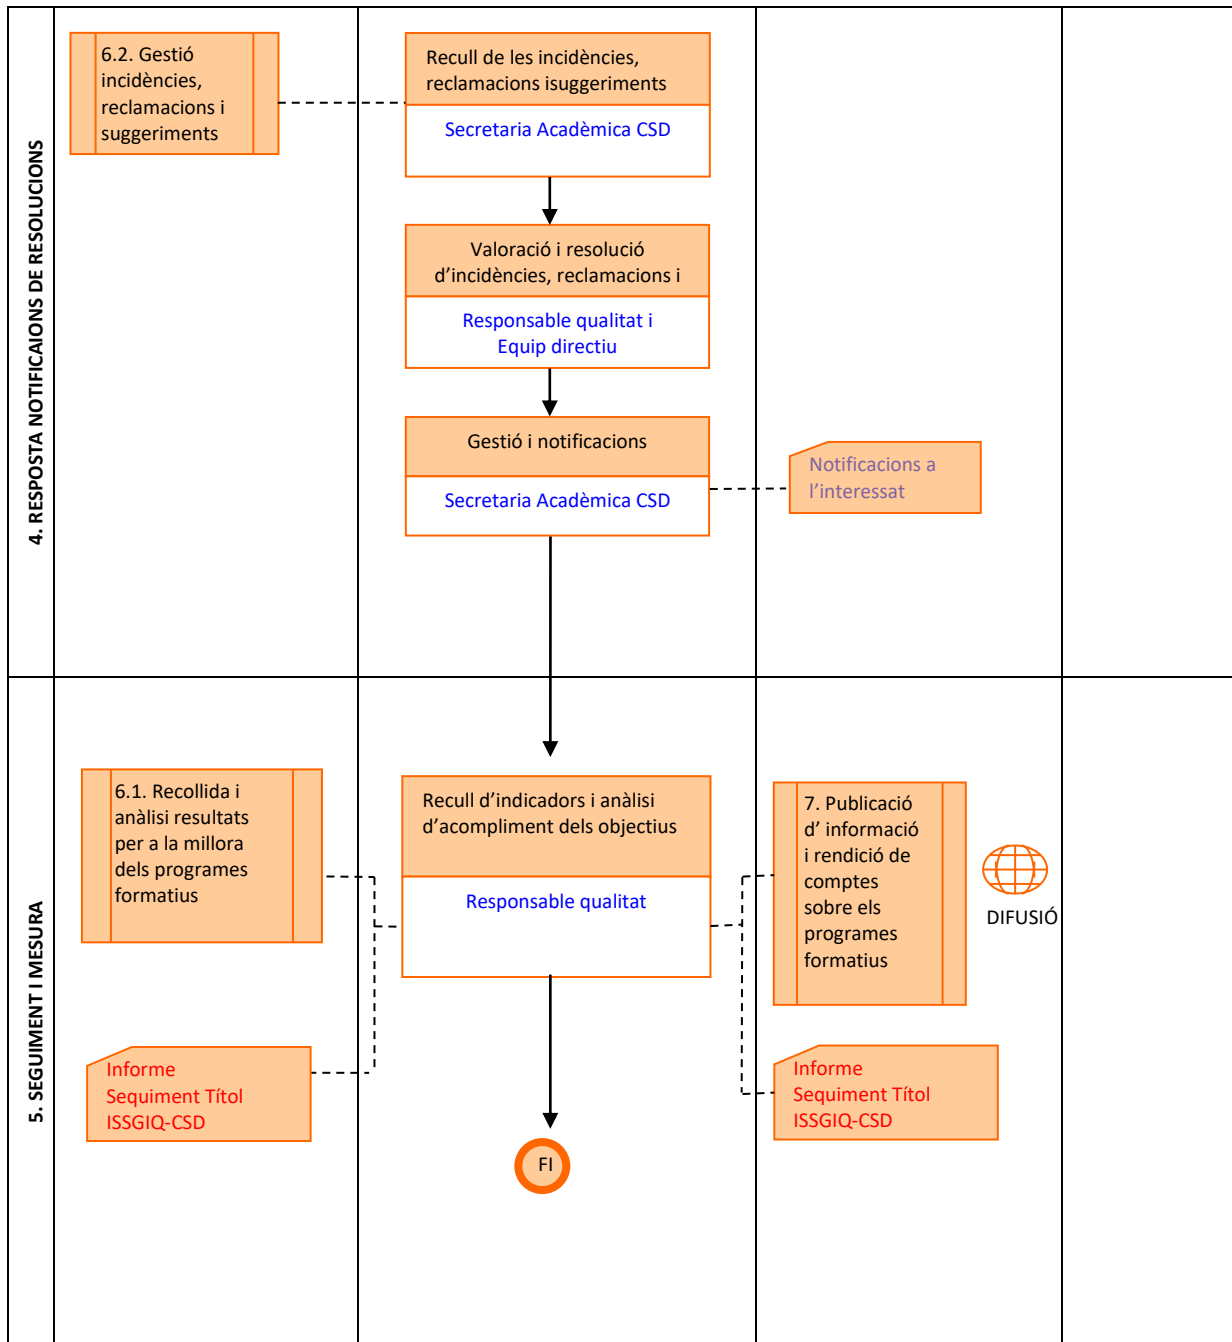 4. RESPOSTA NOTIFICAIONS DE RESOLUCIONS
6.2. Gestió
incidències,
reclamacions i
suggeriments
Recull de les incidències,
reclamacions isuggeriments
Secretaria Acadèmica CSD
Valoració i resolució
d’incidències, reclamacions i
Responsable qualitat i
Equip directiu
Gestió i notificacions
Secretaria Acadèmica CSD
Notificacions a
l’interessat
5. SEGUIMENT I MESURA
6.1. Recollida i
anàlisi resultats
per a la millora
dels programes
formatius
Recull d’indicadors i anàlisi
d’acompliment dels objectius
Responsable qualitat
7. Publicació
d’ informació
i rendició de
comptes
sobre els
programes
formatius
DIFUSIÓ
Informe
Sequiment Títol
ISSGIQ-CSD
Informe
Sequiment Títol
ISSGIQ-CSD
FI